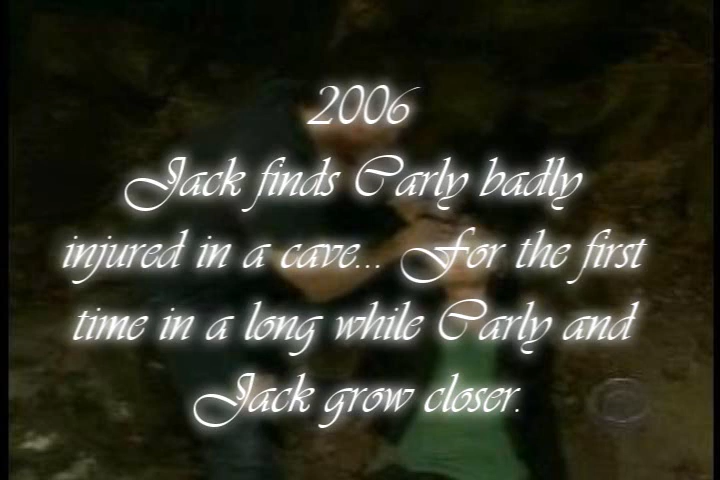 2006
Jack finds Carly badly
injured in a cave... For the first
time in a long while Carly and
Jack grow closer.